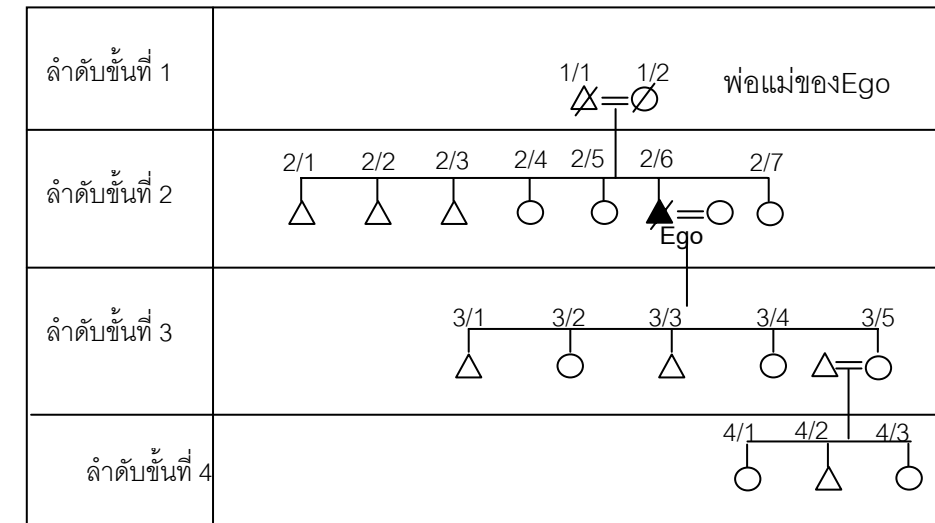 ลำดับขั้นที่ 1
1/1 1/2
พ่อแม่ของEgo
ลำดับขั้นที่ 2
2/1 2/2 2/3 2/4 2/5 2/6 2/7
Ego
ลำดับขั้นที่ 3
3/1 3/2 3/3 3/4 3/5
ลำดับขั้นที่ 4
4/1 4/2 4/3